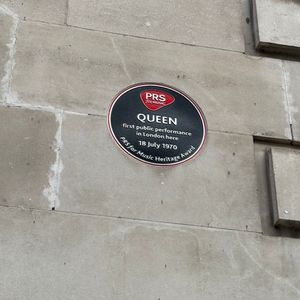 PRS
for music
QUEEN
first public performance
in London here
18 July 1970
PRS for Music Heritage Award